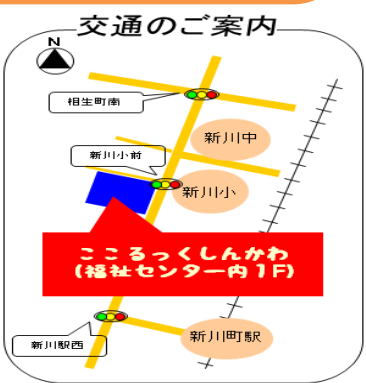 交通のご案内
N
相生町南
新川中
新川小前
新川小
こころっくしんかわ
(福祉センター内1F)
新川駅西
新川町駅